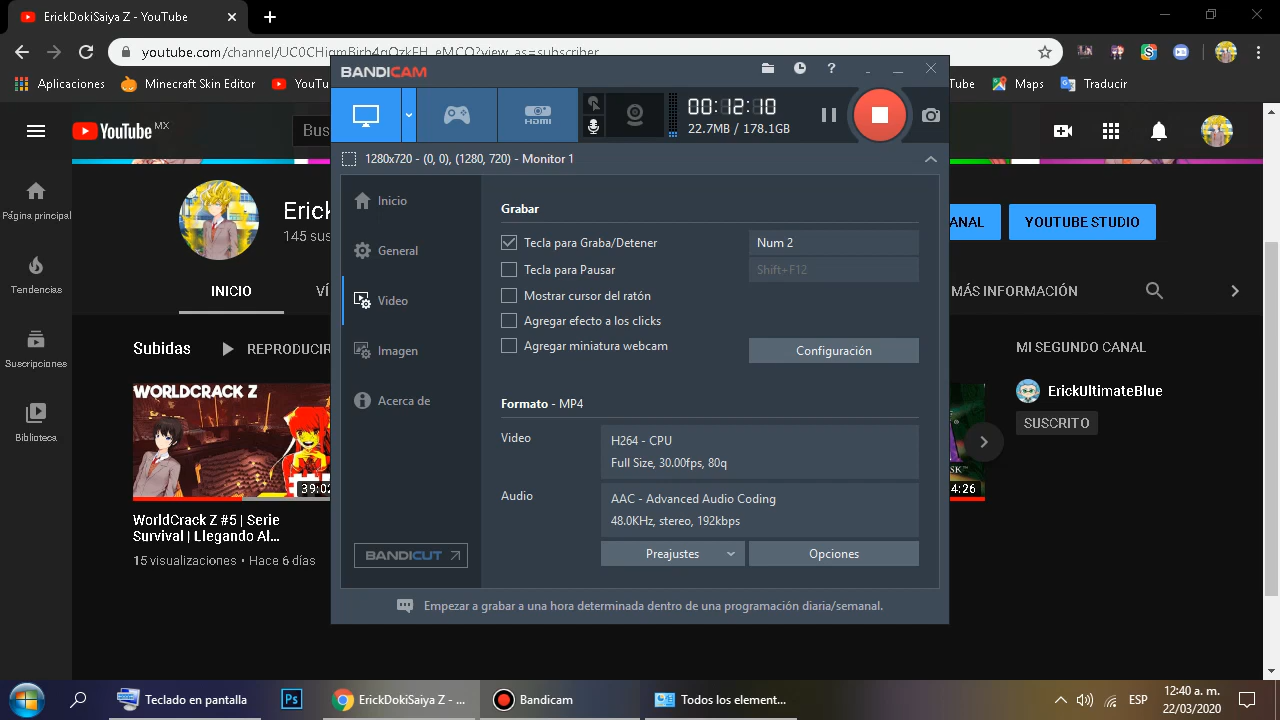 ErickDokiSaiya Z - YouTube
youtube.com/channel/
?view_as=subscriber
Aplicaciones
Minecraft Skin Editor
YouTu
Tube
Maps
Traducir
BANDICAM
?
00:12:10
22.7MB / 178.1GB
HDMI
1280x720 - (0, 0), (1280, 720) - Monitor 1
YouTube MX
Bus
Página principal
Tendencias
Suscripciones
Biblioteca
Erick
145 sus
ANAL
YOUTUBE STUDIO
INICIO
VÍ
MÁS INFORMACIÓN
Subidas
REPRODUCIR
WORLDCRACK Z
39:02
WorldCrack Z #5 | Serie
Survival | Llegando Al...
15 visualizaciones • Hace 6 días
Inicio
General
Video
Imagen
Acerca de
BANDICUT
Grabar
Tecla para Graba/Detener
Num 2
Tecla para Pausar
Shift+F12
Mostrar cursor del ratón
Agregar efecto a los clicks
Agregar miniatura webcam
Configuración
Formato - MP4
Video
H264 - CPU
Full Size, 30.00fps, 80q
Audio
AAC - Advanced Audio Coding
48.0KHz, stereo, 192kbps
Preajustes
Opciones
Empezar a grabar a una hora determinada dentro de una programación diaria/semanal.
4:26
MI SEGUNDO CANAL
ErickUltimateBlue
SUSCRITO
Teclado en pantalla
Ps
ErickDokiSaiya Z - ...
Bandicam
Todos los element...
ESP
12:40 a. m.
22/03/2020